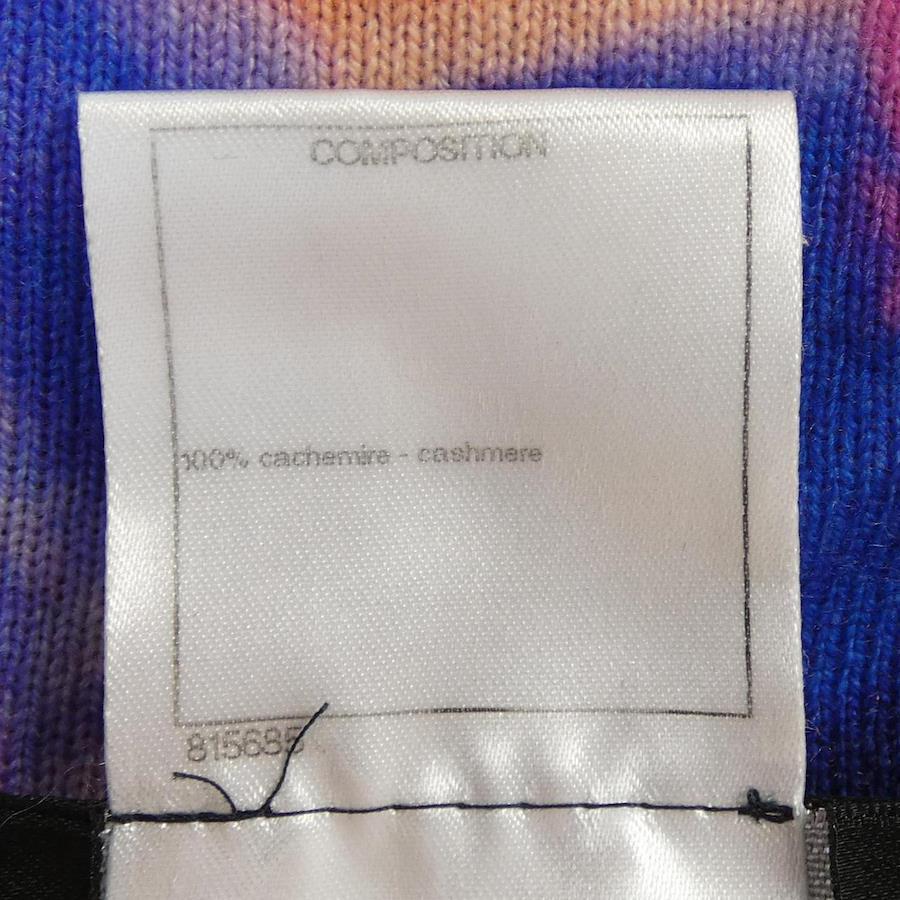 COMPOSITION
100% cachemire - cashmere
815685